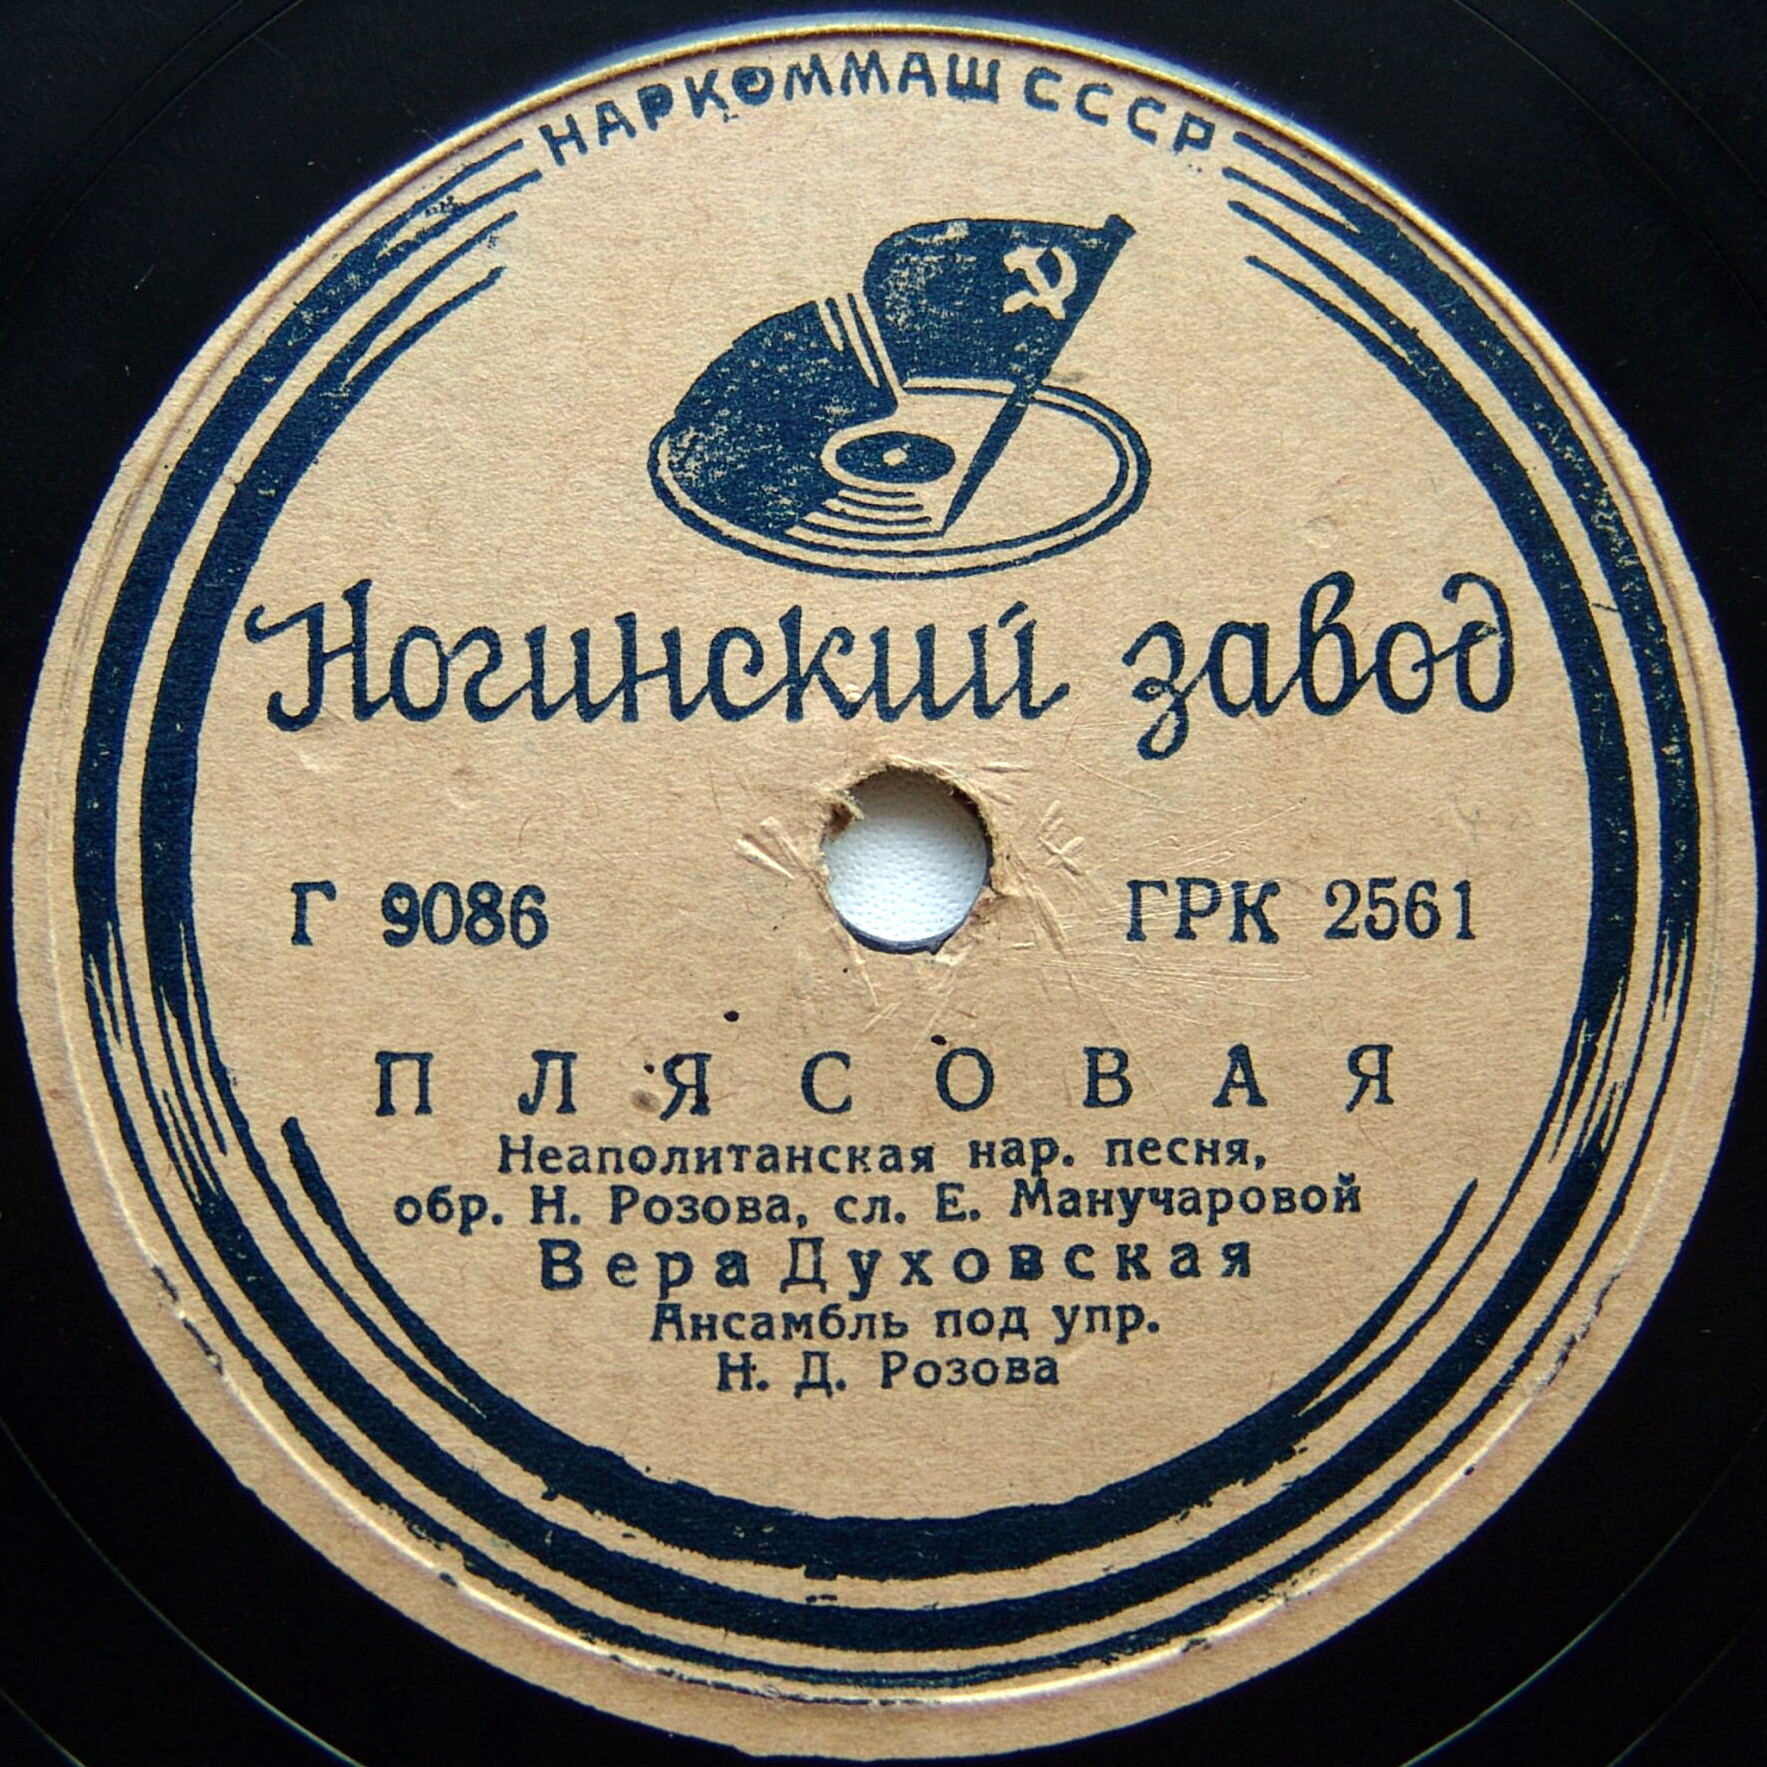 НАРКОММАШ СССР
Ногинский завод
Г 9086 ГРК 2561
ПЛЯСОВАЯ
Неаполитанская нар. песня,
обр. Н. Розова, сл. Е. Манучаровой
Вера Духовская
Ансамбль под упр.
Н. Д. Розова